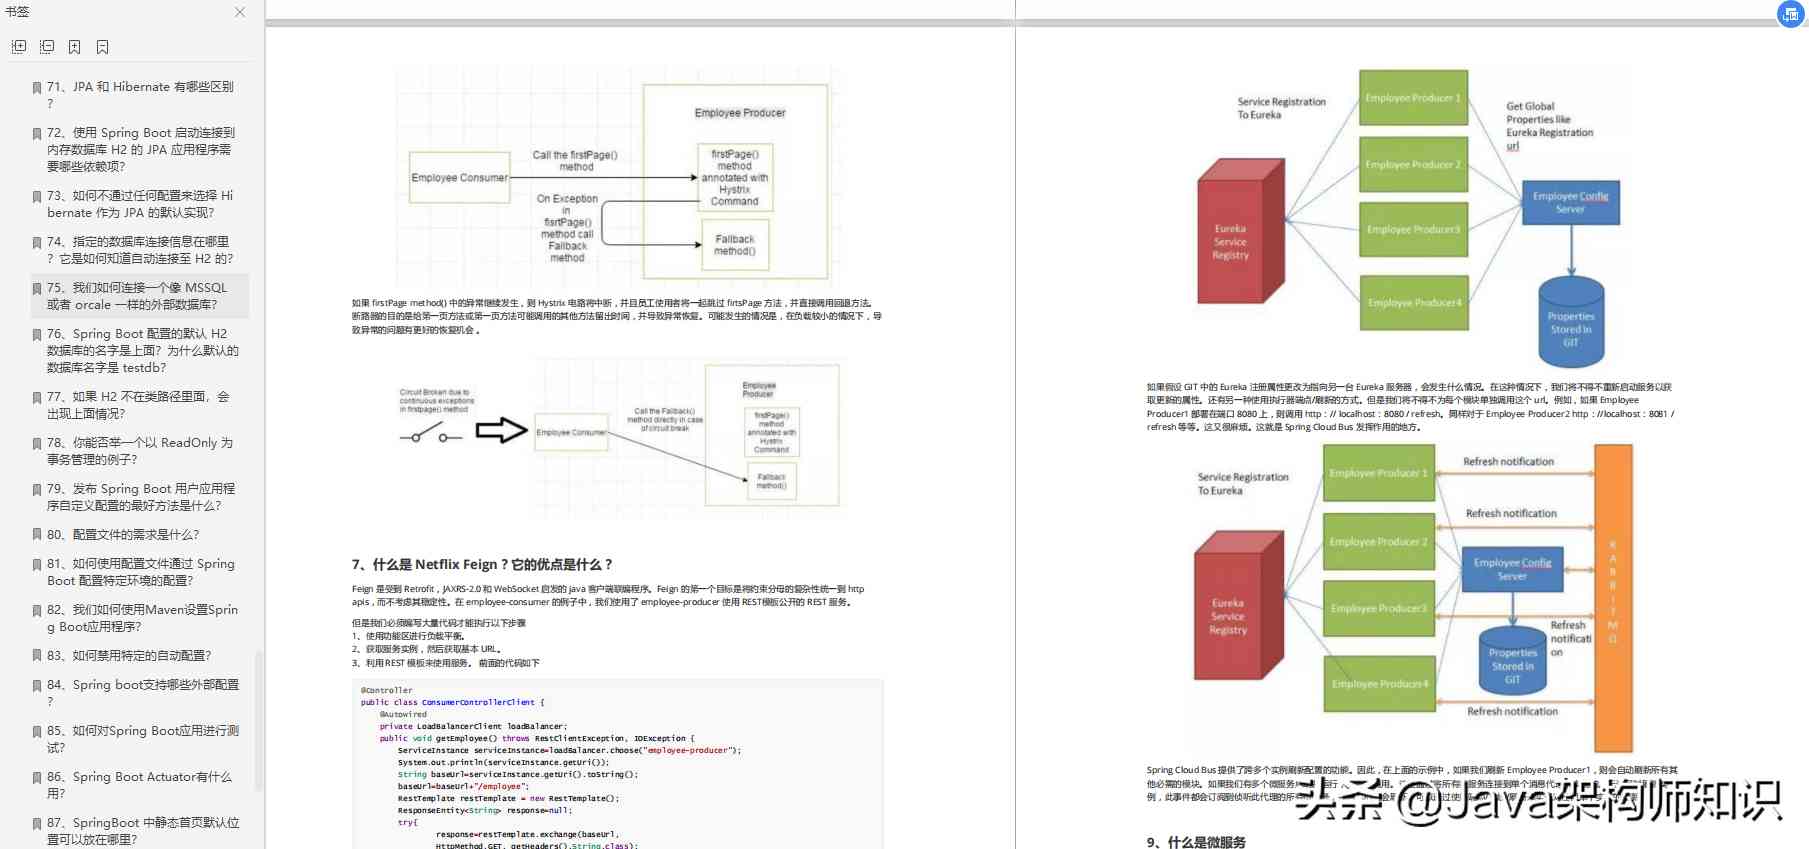 书签
71、JPA 和 Hibernate 有哪些区别
?
72、使用 Spring Boot 启动连接到
内存数据库 H2 的 JPA 应用程序需
要哪些依赖项?
73、如何不通过任何配置来选择 Hi
bernate 作为 JPA 的默认实现?
74、指定的数据库连接信息在哪里
? 它是如何知道自动连接至 H2 的?
75、我们如何连接一个像 MSSQL
或者 orcale 一样的外部数据库?
76、Spring Boot 配置的默认 H2
数据库的名字是上面? 为什么默认的
数据库名字是 testdb?
77、如果 H2 不在类路径里面，会
出现上面情况?
78、你能否举一个以 ReadOnly 为
事务管理的例子?
79、发布 Spring Boot 用户应用程
序自定义配置的最好方法是什么?
80、配置文件的需求是什么?
81、如何使用配置文件通过 Spring
Boot 配置特定环境的配置?
82、我们如何使用Maven设置Sprin
g Boot应用程序?
83、如何禁用特定的自动配置?
84、Spring boot支持哪些外部配置
?
85、如何对Spring Boot应用进行测
试?
86、Spring Boot Actuator有什么
用?
87、SpringBoot 中静态首页默认位
置可以放在哪里?
Employee Producer
Employee Consumer
Call the firstPage()
method
firstPage()
method
annotated with
Hystrix
Command
On Exception
in
fisrtPage()
method call
Fallback
method
Fallback
method()
如果 firstPage method() 中的异常继续发生，则 Hystrix 电路将中断，并且员工使用者将一起跳过 firtsPage 方法，并直接调用回退方法。
断路器的目的是给第一页方法或第一页方法可能调用的其他方法留出时间，并导致异常恢复。可能发生的情况是，在负载较小的情况下，导
致异常的问题有更好的恢复机会 。
Circuit Broken due to
continuous exceptions
in firstpage() method
Employee Consumer
Call the Fallback()
method directly in case
of circuit break
Employee
Producer
firstPage()
method
annotated with
Hystrix
Command
Fallback
method()
7、什么是 Netflix Feign？它的优点是什么？
Feign 是受到 Retrofit，JAXRS-2.0 和 WebSocket 启发的 java 客户端联编程序。Feign 的第一个目标是将约束分母的复杂性统一到 http
apis，而不考虑其稳定性。在 employee-consumer 的例子中，我们使用了 employee-producer 使用 REST模板公开的 REST 服务。
但是我们必须编写大量代码才能执行以下步骤
1、使用功能区进行负载平衡。
2、获取服务实例，然后获取基本 URL。
3、利用 REST 模板来使用服务。 前面的代码如下
@Controller
public class ConsumerControllerClient {
@Autowired
private LoadBalancerClient loadBalancer;
public void getEmployee() throws RestClientException, IOException {
ServiceInstance serviceInstance=loadBalancer.choose("employee-producer");
System.out.println(serviceInstance.getUri());
String baseUrl=serviceInstance.getUri().toString();
baseUrl=baseUrl+"/employee";
RestTemplate restTemplate = new RestTemplate();
ResponseEntity<String> response=null;
try{
response=restTemplate.exchange(baseUrl,
HttpMethod.GET, getHeaders(),String.class);
Service Registration
To Eureka
Employee Producer 1
Employee Producer 2
Employee Producer3
Employee Producer4
Get Global
Properties like
Eureka Registration
url
Eureka
Service
Registry
Employee Config
Server
Properties
Stored in
GIT
如果假设 GIT 中的 Eureka 注册属性更改为指向另一台 Eureka 服务器，会发生什么情况。在这种情况下，我们将不得不重新启动服务以获
取更新的属性。还有另一种使用执行器端点/刷新的方式。但是我们将不得不为每个模块单独调用这个 url。例如，如果 Employee
Producer1 部署在端口 8080 上，则调用 http：// localhost：8080 / refresh。同样对于 Employee Producer2 http：//localhost：8081 /
refresh 等等。这又很麻烦。这就是 Spring Cloud Bus 发挥作用的地方。
Service Registration
To Eureka
Employee Producer 1
Employee Producer 2
Employee Producer3
Employee Producer4
Refresh notification
Refresh notification
Employee Config
Server
Refresh
notificati
on
Properties
Stored in
GIT
Refresh notification
Eureka
Service
Registry
RABBITMQ
Spring Cloud Bus 提供了跨多个实例刷新配置的功能。因此，在上面的示例中，如果我们刷新 Employee Producer1，则会自动刷新所有其
他必需的模块。如果我们有多个微服务
例，此事件都会订阅到侦听此代理的所有
头条 @Java架构师知识
9、什么是微服务